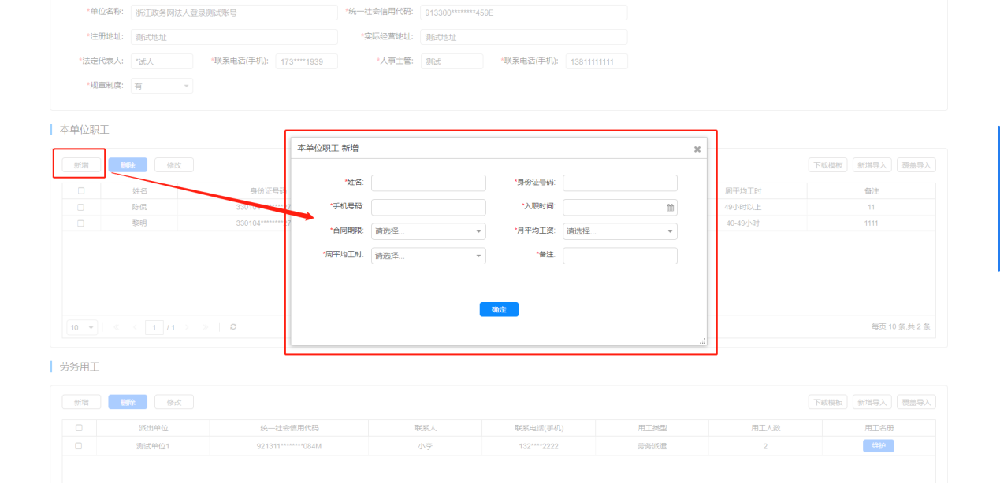 *单位名称: 浙江政务网法人登录测试账号 *统一社会信用代码: 913300********459E
*注册地址: 测试地址 *实际经营地址: 测试地址
*法定代表人: *试人 *联系电话(手机): 173****1939 *人事主管: 测试 *联系电话(手机): 13811111111
*规章制度: 有
本单位职工
新增 删除 修改 下载模板 新增导入 覆盖导入
姓名 身份证号码 周平均工时 备注
陈侃 49小时以上 11
黎明 40-49小时 1111
10 1 / 1 每页 10 条,共 2 条
本单位职工-新增
*姓名: *身份证号码:
*手机号码: *入职时间:
*合同期限: 请选择... *月平均工资: 请选择...
*周平均工时: 请选择... *备注:
确定
劳务用工
新增 删除 修改 下载模板 新增导入 覆盖导入
派出单位 统一社会信用代码 联系人 联系电话(手机) 用工类型 用工人数 用工名册
测试单位1 921311********084M 小李 132****2222 劳务派遣 2 维护